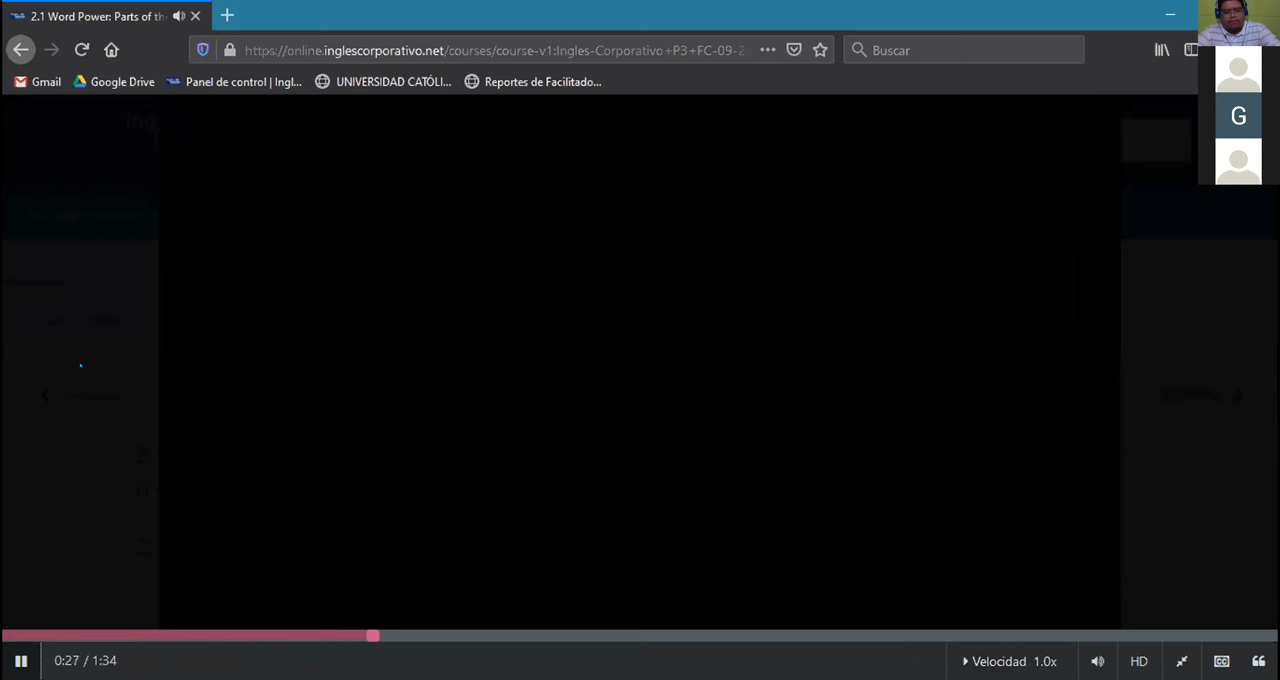 2.1 Word Power: Parts of th
https://online.inglescorporativo.net/courses/course-v1:Ingles-Corporativo+P3+FC-09-2
Buscar
Gmail
Google Drive
Panel de control | Ingl...
UNIVERSIDAD CATÓLI...
Reportes de Facilitado...
G
0:27 / 1:34
Velocidad 1.0x
HD
CC